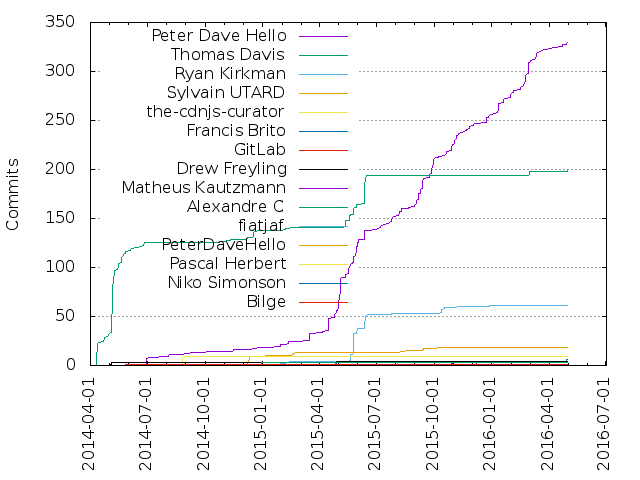 350
300
250
200
150
100
50
0
Commits
Peter Dave Hello
Thomas Davis
Ryan Kirkman
Sylvain UTARD
the-cdnjs-curator
Francis Brito
GitLab
Drew Freyling
Matheus Kautzmann
Alexandre C
fiatjaf
PeterDaveHello
Pascal Herbert
Niko Simonson
Bilge
2014-04-01
2014-07-01
2014-10-01
2015-01-01
2015-04-01
2015-07-01
2015-10-01
2016-01-01
2016-04-01
2016-07-01